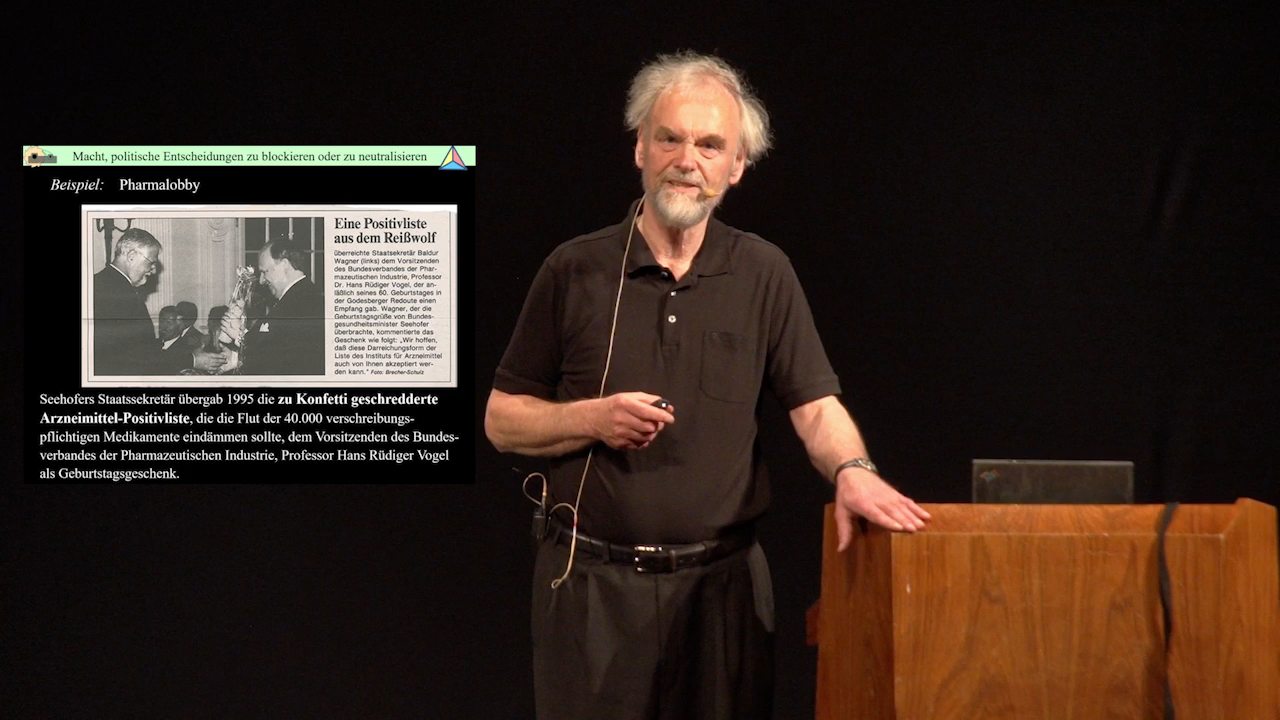 Macht, politische Entscheidungen zu blockieren oder zu neutralisieren
Beispiel: Pharmalobby
Eine Positivliste
aus dem Reißwolf
überreichte Staatsekretär Baldur
Wagner (links) dem Vorsitzenden
des Bundesverbandes der Phar-
mazeutischen Industrie, Professor
Dr. Hans Rüdiger Vogel, der an-
läßlich seines 60. Geburtstages in
der Godesberger Redoute einen
Empfang gab. Wagner, der die
Geburtstagsgrüße von Bundes-
gesundheitsminister Seehofer
überbrachte, kommentierte das
Geschenk wie folgt: „Wir hoffen,
daß diese Darreichungsform der
Liste des Instituts für Arzneimittel
auch von Ihnen akzeptiert wer-
den kann." Foto: Brecher-Schulz
Seehofers Staatssekretär übergab 1995 die zu Konfetti geschredderte
Arzneimittel-Positivliste, die die Flut der 40.000 verschreibungs-
pflichtigen Medikamente eindämmen sollte, dem Vorsitzenden des Bundes-
verbandes der Pharmazeutischen Industrie, Professor Hans Rüdiger Vogel
als Geburtstagsgeschenk.